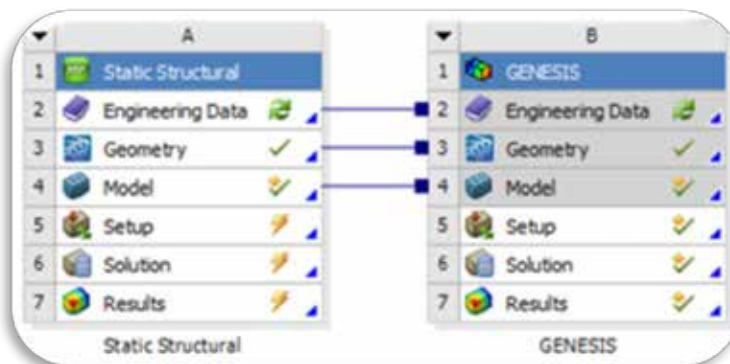 A
1 Static Structural
2 Engineering Data
3 Geometry
4 Model
5 Setup
6 Solution
7 Results
Static Structural
B
1 GENESIS
2 Engineering Data
3 Geometry
4 Model
5 Setup
6 Solution
7 Results
GENESIS